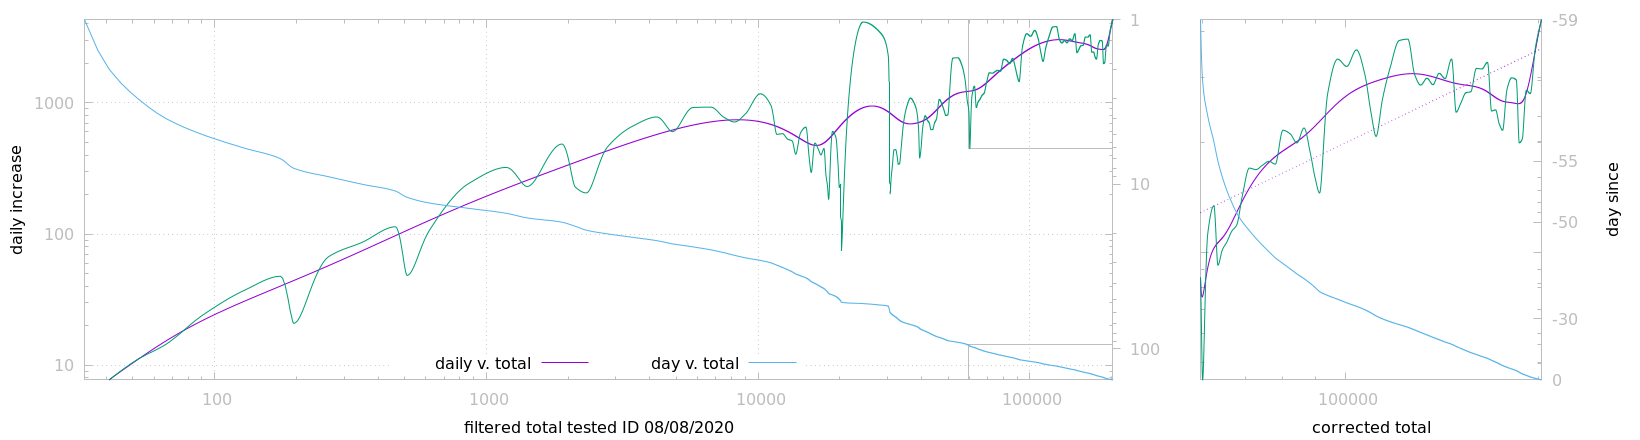 1000
100
10
daily increase
100
1000
10000
100000
filtered total tested ID 08/08/2020
daily v. total
day v. total
1
10
100
100000
corrected total
-59
-55
-50
-30
0
day since